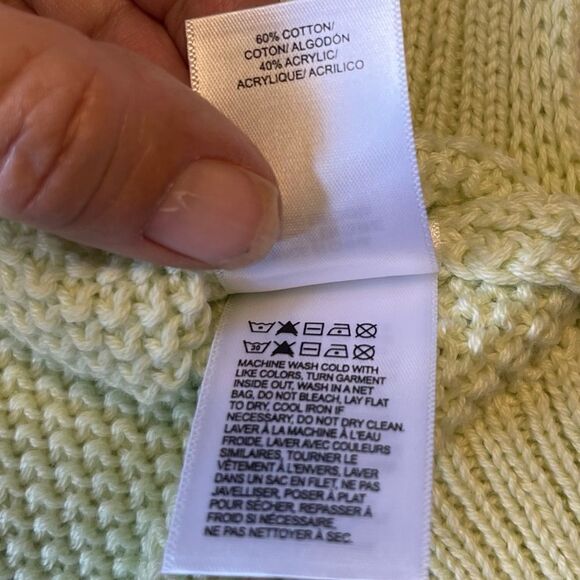 60% COTTON/
COTON/ ALGODÓN
40% ACRYLIC/
ACRYLIQUE/ ACRILICO
30
MACHINE WASH COLD WITH
LIKE COLORS, TURN GARMENT
INSIDE OUT, WASH IN A NET
BAG, DO NOT BLEACH, LAY FLAT
TO DRY, COOL IRON IF
NECESSARY, DO NOT DRY CLEAN.
LAVER À LA MACHINE À L'EAU
FROIDE, LAVER AVEC COULEURS
SIMILAIRES, TOURNER LE
VÊTEMENT À L'ENVERS, LAVER
DANS UN SAC EN FILET, NE PAS
JAVELLISER, POSER À PLAT
POUR SÉCHER, REPASSER À
FROID SI NÉCESSAIRE.
NE PAS NETTOYER À SEC.